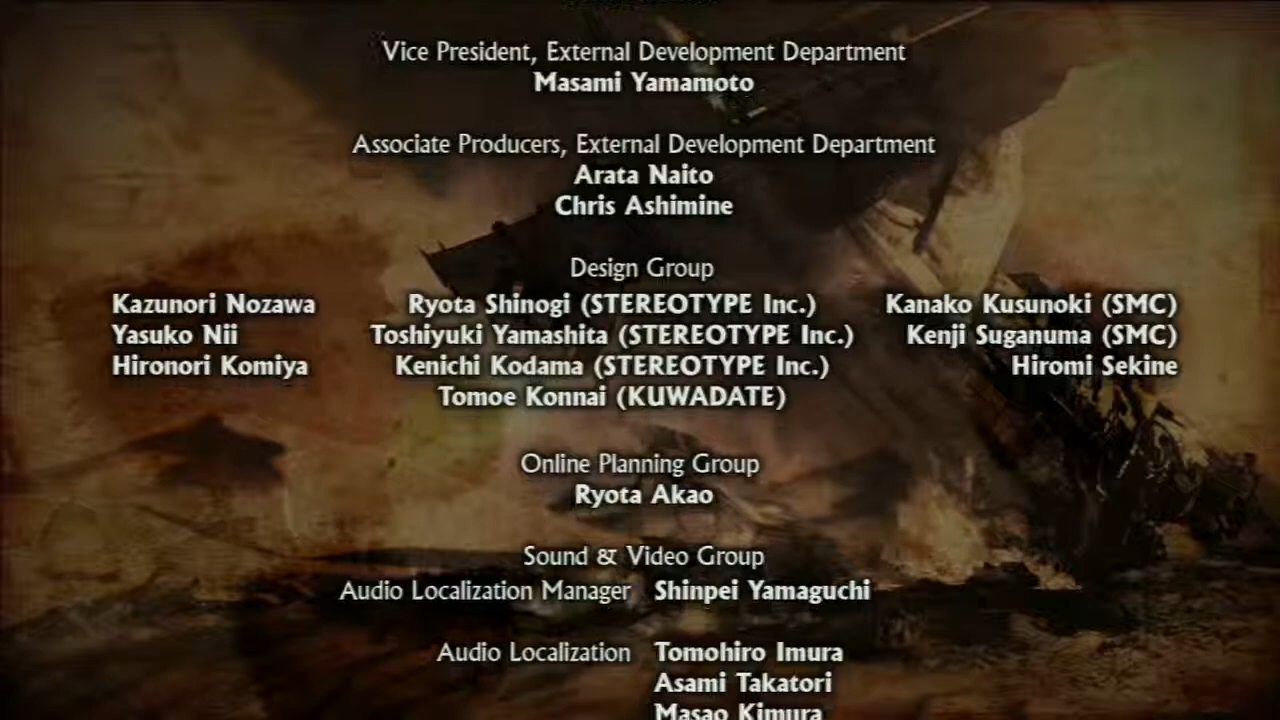 Vice President, External Development Department
Masami Yamamoto
Associate Producers, External Development Department
Arata Naito
Chris Ashimine
Design Group
Kazunori Nozawa Ryota Shinogi (STEREOTYPE Inc.) Kanako Kusunoki (SMC)
Yasuko Nii Toshiyuki Yamashita (STEREOTYPE Inc.) Kenji Suganuma (SMC)
Hironori Komiya Kenichi Kodama (STEREOTYPE Inc.) Hiromi Sekine
Tomoe Konnai (KUWADATE)
Online Planning Group
Ryota Akao
Sound & Video Group
Audio Localization Manager Shinpei Yamaguchi
Audio Localization Tomohiro Imura
Asami Takatori
Masao Kimura